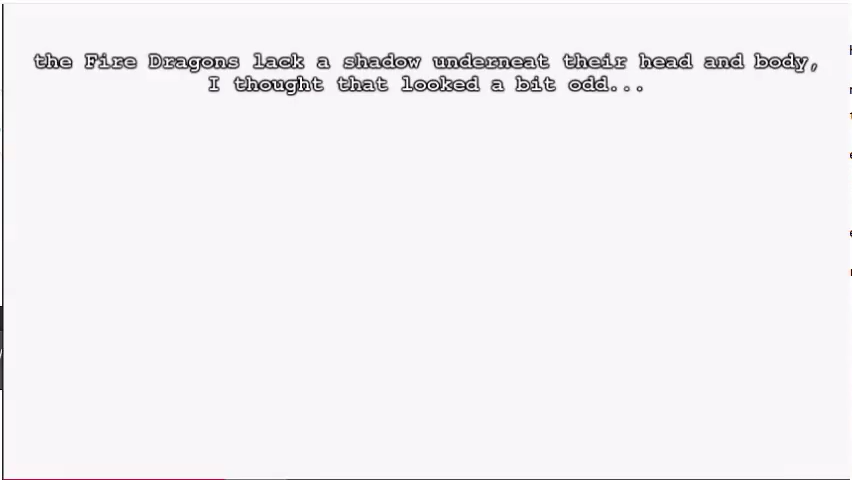 the Fire Dragons lack a shadow underneat their head and body,
I thought that looked a bit odd...